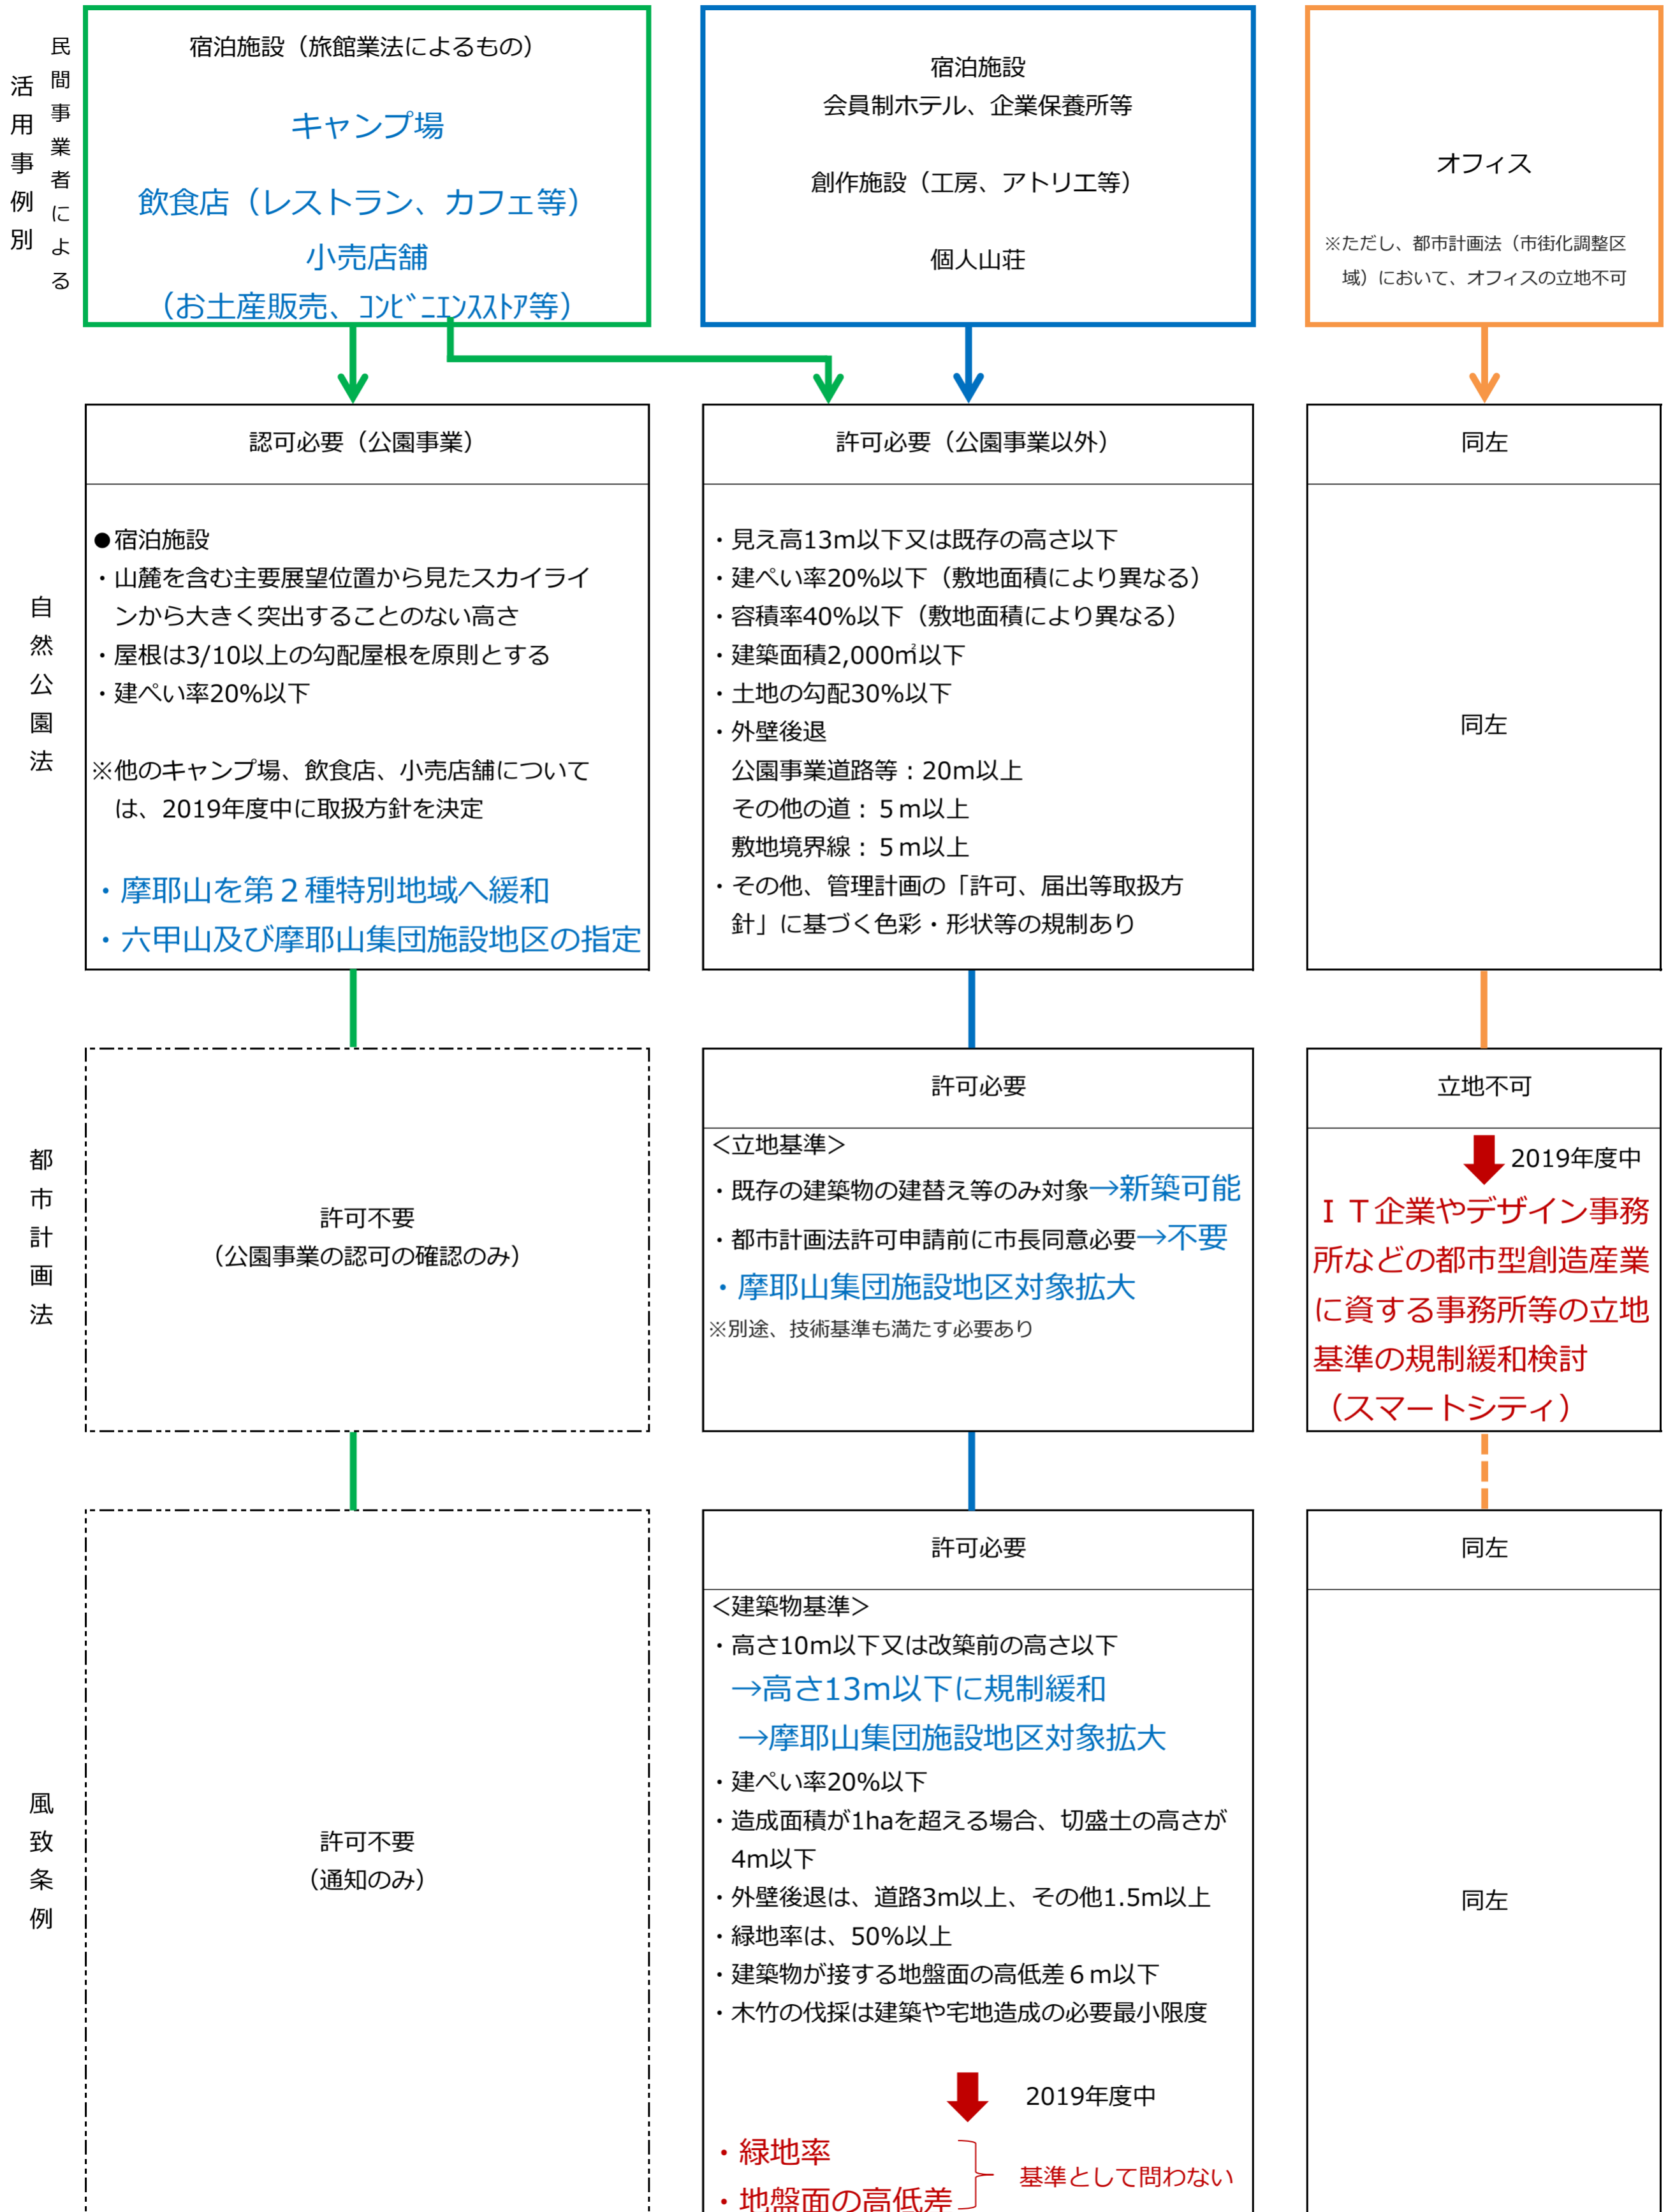 民間事業者による
活用事例別
宿泊施設（旅館業法によるもの）
キャンプ場
飲食店（レストラン、カフェ等）
小売店舗
（お土産販売、ｺﾝﾋﾞﾆｴﾝｽｽﾄｱ等）
宿泊施設
会員制ホテル、企業保養所等
創作施設（工房、アトリエ等）
個人山荘
オフィス
※ただし、都市計画法（市街化調整区
域）において、オフィスの立地不可
自然公園法
認可必要（公園事業）
●宿泊施設
・山麓を含む主要展望位置から見たスカイライ
ンから大きく突出することのない高さ
・屋根は3/10以上の勾配屋根を原則とする
・建ぺい率20%以下
※他のキャンプ場、飲食店、小売店舗について
は、2019年度中に取扱方針を決定
・摩耶山を第２種特別地域へ緩和
・六甲山及び摩耶山集団施設地区の指定
許可必要（公園事業以外）
・見え高13m以下又は既存の高さ以下
・建ぺい率20%以下（敷地面積により異なる）
・容積率40%以下（敷地面積により異なる）
・建築面積2,000㎡以下
・土地の勾配30%以下
・外壁後退
公園事業道路等：20m以上
その他の道：５m以上
敷地境界線：５m以上
・その他、管理計画の「許可、届出等取扱方
針」に基づく色彩・形状等の規制あり
同左
同左
都市計画法
許可不要
（公園事業の認可の確認のみ）
許可必要
＜立地基準＞
・既存の建築物の建替え等のみ対象→新築可能
・都市計画法許可申請前に市長同意必要→不要
・摩耶山集団施設地区対象拡大
※別途、技術基準も満たす必要あり
立地不可
2019年度中
ＩＴ企業やデザイン事務
所などの都市型創造産業
に資する事務所等の立地
基準の規制緩和検討
（スマートシティ）
風致条例
許可不要
（通知のみ）
許可必要
＜建築物基準＞
・高さ10m以下又は改築前の高さ以下
→高さ13m以下に規制緩和
→摩耶山集団施設地区対象拡大
・建ぺい率20%以下
・造成面積が1haを超える場合、切盛土の高さが
4m以下
・外壁後退は、道路3m以上、その他1.5m以上
・緑地率は、50%以上
・建築物が接する地盤面の高低差６m以下
・木竹の伐採は建築や宅地造成の必要最小限度
2019年度中
・緑地率
・地盤面の高低差
基準として問わない
同左
同左